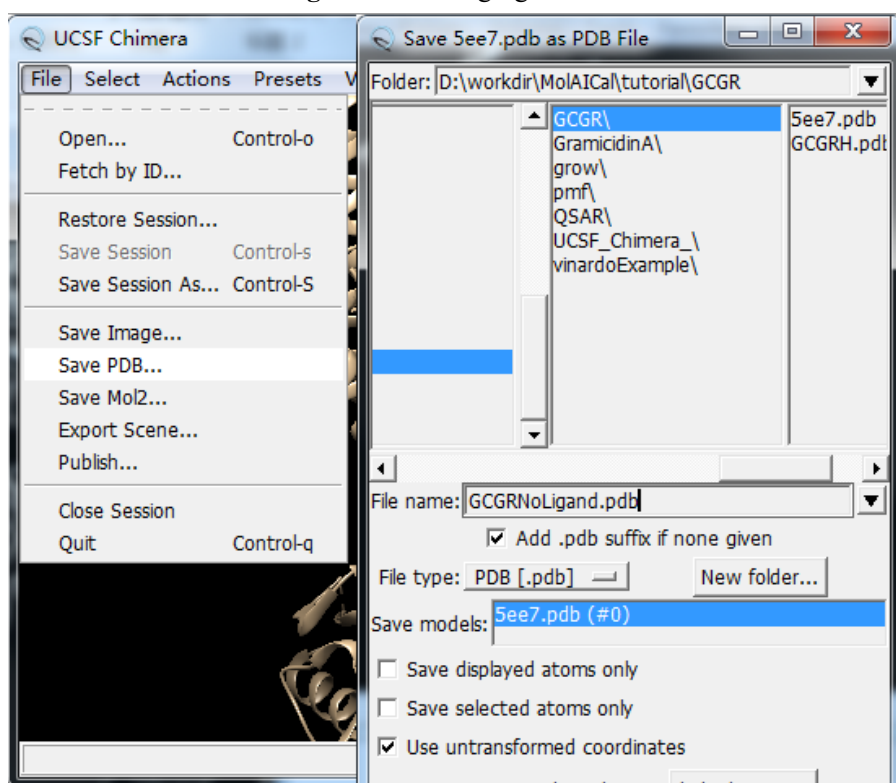 UCSF Chimera
File Select Actions Presets V
Open... Control-o
Fetch by ID...
Restore Session...
Save Session Control-s
Save Session As... Control-S
Save Image...
Save PDB...
Save Mol2...
Export Scene...
Publish...
Close Session
Quit Control-q
Save 5ee7.pdb as PDB File
Folder: D:\workdir\MolAICal\tutorial\GCGR
GCGR\
GramicidinA\
grow\
pmf\
QSAR\
UCSF_Chimera_\
vinardoExample\
5ee7.pdb
GCGRH.pdb
File name: GCGRNoLigand.pdb
Add .pdb suffix if none given
File type: PDB [.pdb] New folder...
Save models: 5ee7.pdb (#0)
Save displayed atoms only
Save selected atoms only
Use untransformed coordinates